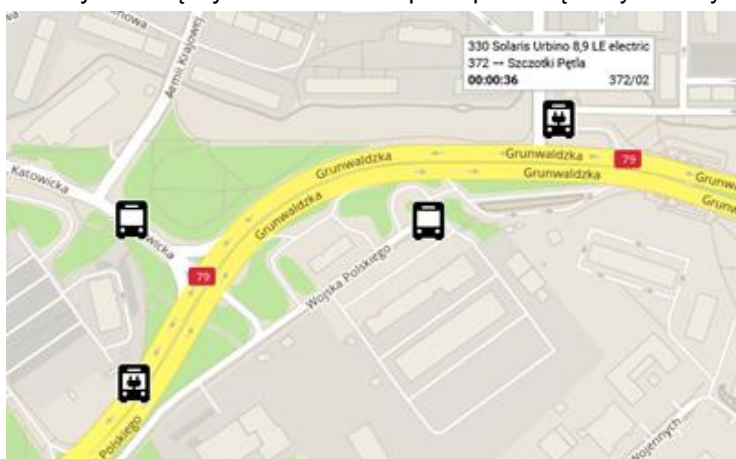 Armii Krajowej
330 Solaris Urbino 8,9 LE electric
372 → Szczotki Pętla
00:00:36 372/02
Grunwaldzka
Grunwaldzka
79
Grunwaldzka
Grunwaldzka
Katowicka
79
Wojska Polskiego
Polskiego